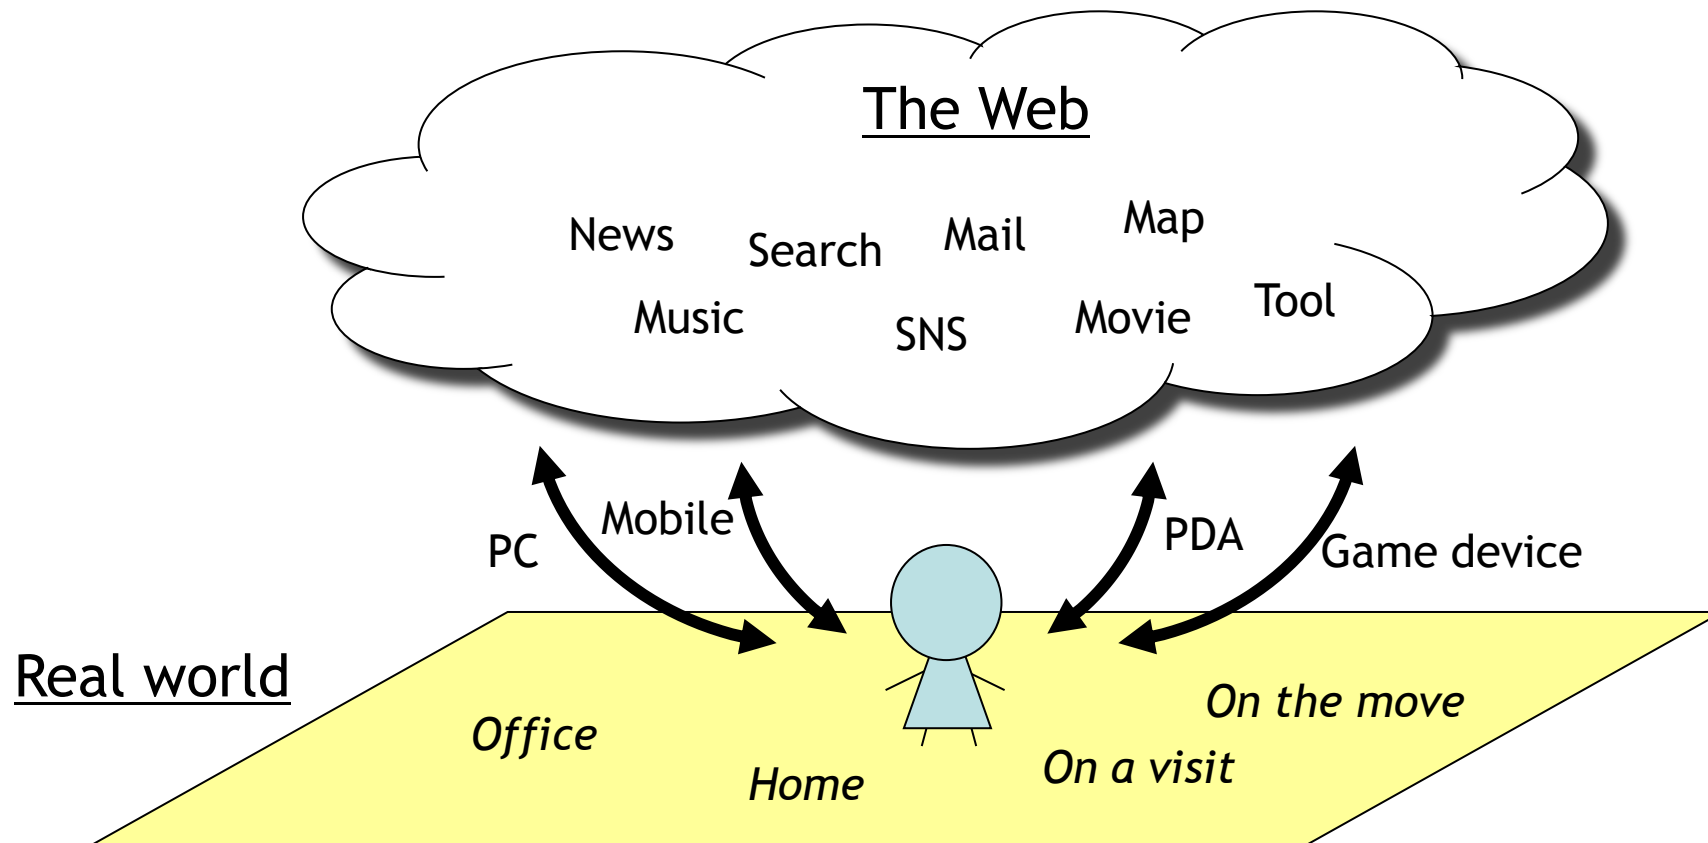 The Web
News
Search
Mail
Map
Music
SNS
Movie
Tool
PC
Mobile
PDA
Game device
Real world
Office
Home
On a visit
On the move